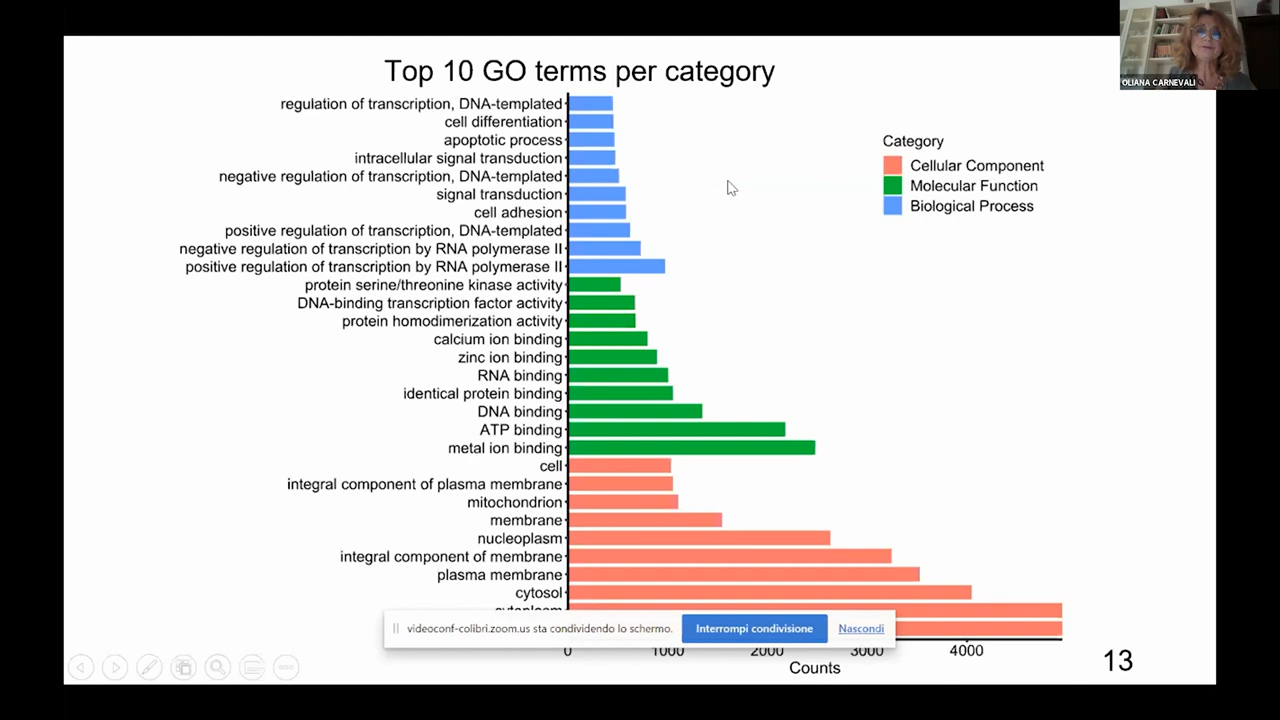 OLIANA CARNEVALI
Top 10 GO terms per category
regulation of transcription, DNA-templated
cell differentiation
apoptotic process
intracellular signal transduction
negative regulation of transcription, DNA-templated
signal transduction
cell adhesion
positive regulation of transcription, DNA-templated
negative regulation of transcription by RNA polymerase II
positive regulation of transcription by RNA polymerase II
protein serine/threonine kinase activity
DNA-binding transcription factor activity
protein homodimerization activity
calcium ion binding
zinc ion binding
RNA binding
identical protein binding
DNA binding
ATP binding
metal ion binding
cell
integral component of plasma membrane
mitochondrion
membrane
nucleoplasm
integral component of membrane
plasma membrane
cytosol
cytoplasm
Category
Cellular Component
Molecular Function
Biological Process
videoconf-colibri.zoom.us sta condividendo lo schermo.
Interrompi condivisione
Nascondi
0 1000 2000 3000 4000
Counts
13